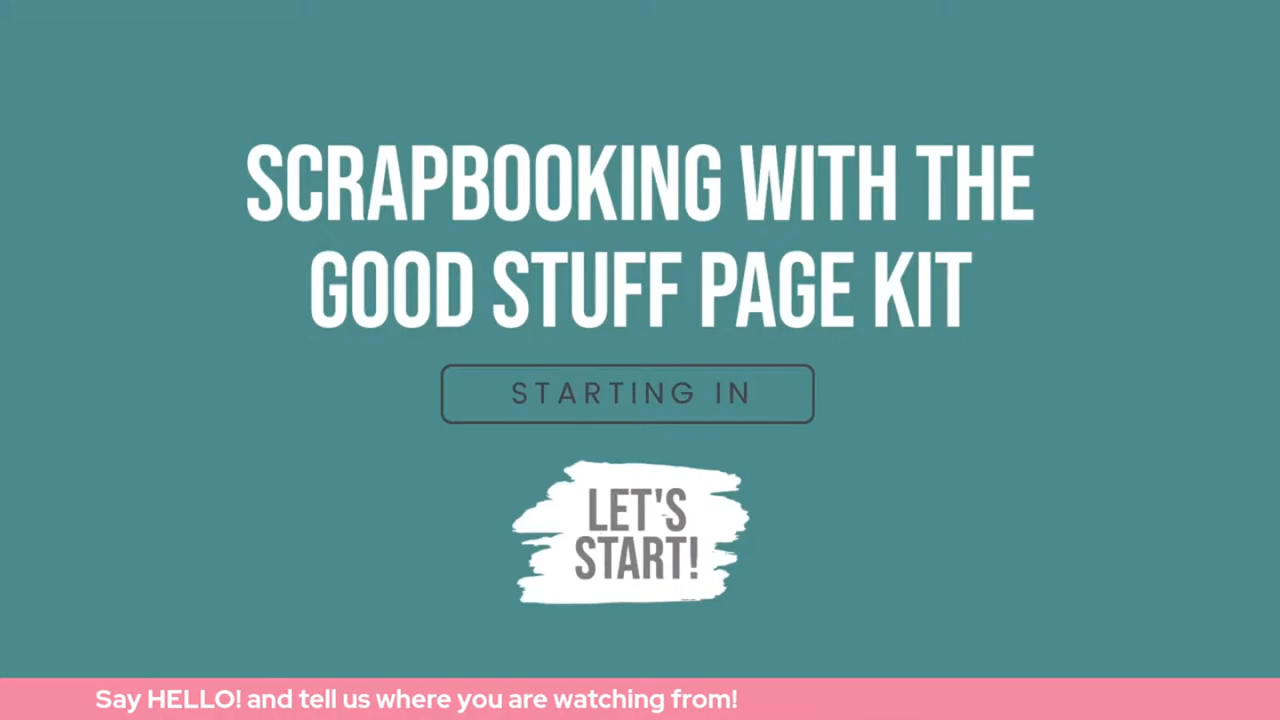 SCRAPBOOKING WITH THE
GOOD STUFF PAGE KIT
STARTING IN
LET'S
START!
Say HELLO! and tell us where you are watching from!